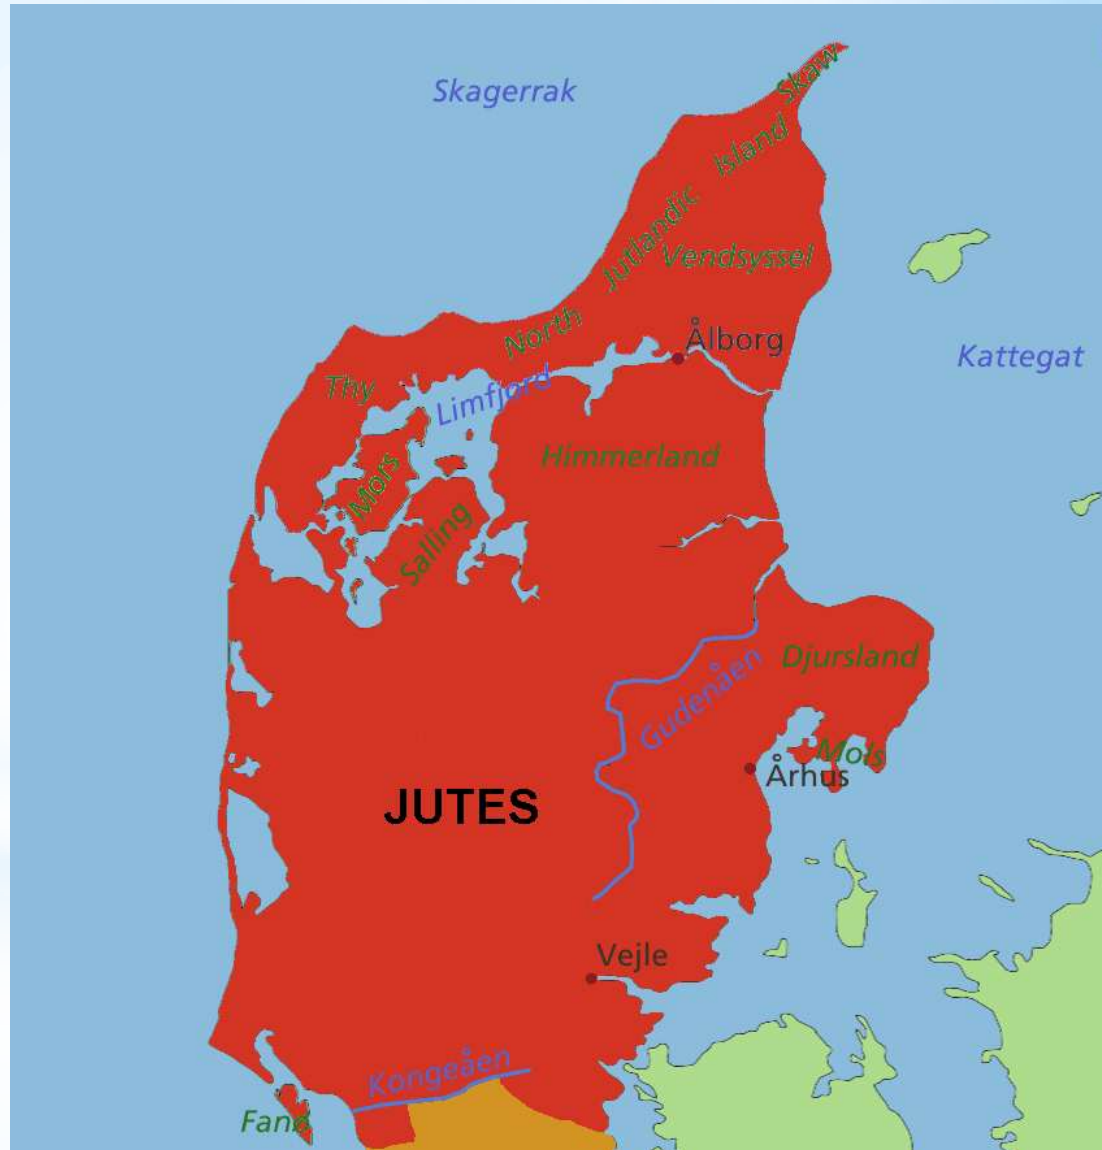 Skaw
Skagerrak
Island
Jutlandic
Vendsyssel
North
Ålborg
Kattegat
Thy
Limfjord
Himmerland
Mors
Salling
Djursland
Gudenåen
Mols
Århus
JUTES
Vejle
Kongeåen
Fanø